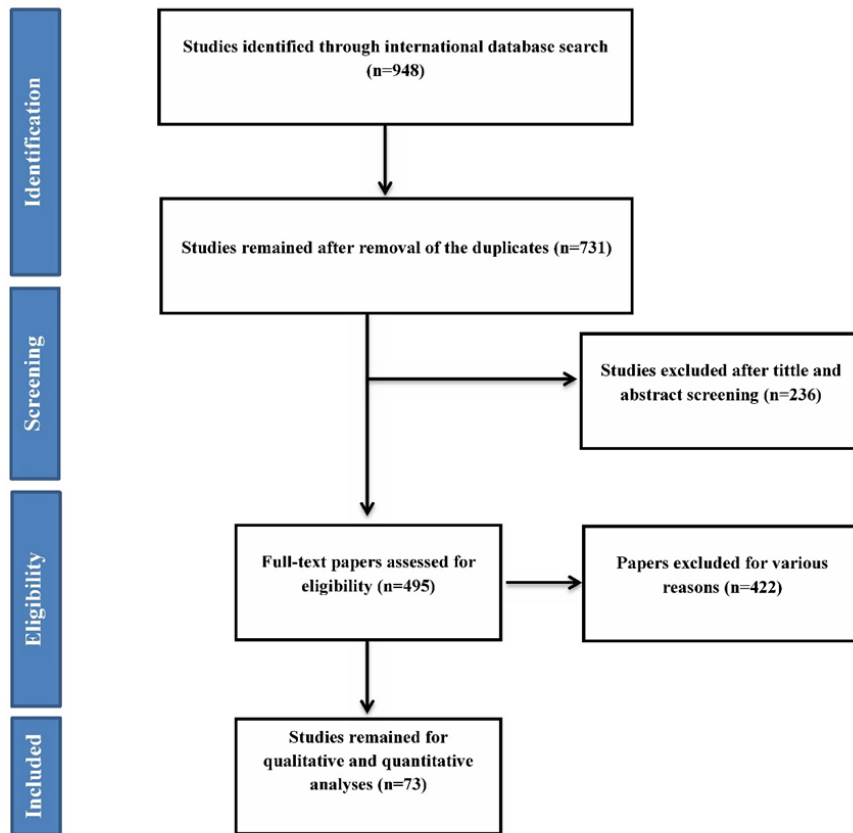 Identification
Studies identified through international database search
(n=948)
Studies remained after removal of the duplicates (n=731)
Screening
Studies excluded after tittle and
abstract screening (n=236)
Eligibility
Full-text papers assessed for
eligibility (n=495)
Papers excluded for various
reasons (n=422)
Included
Studies remained for
qualitative and quantitative
analyses (n=73)